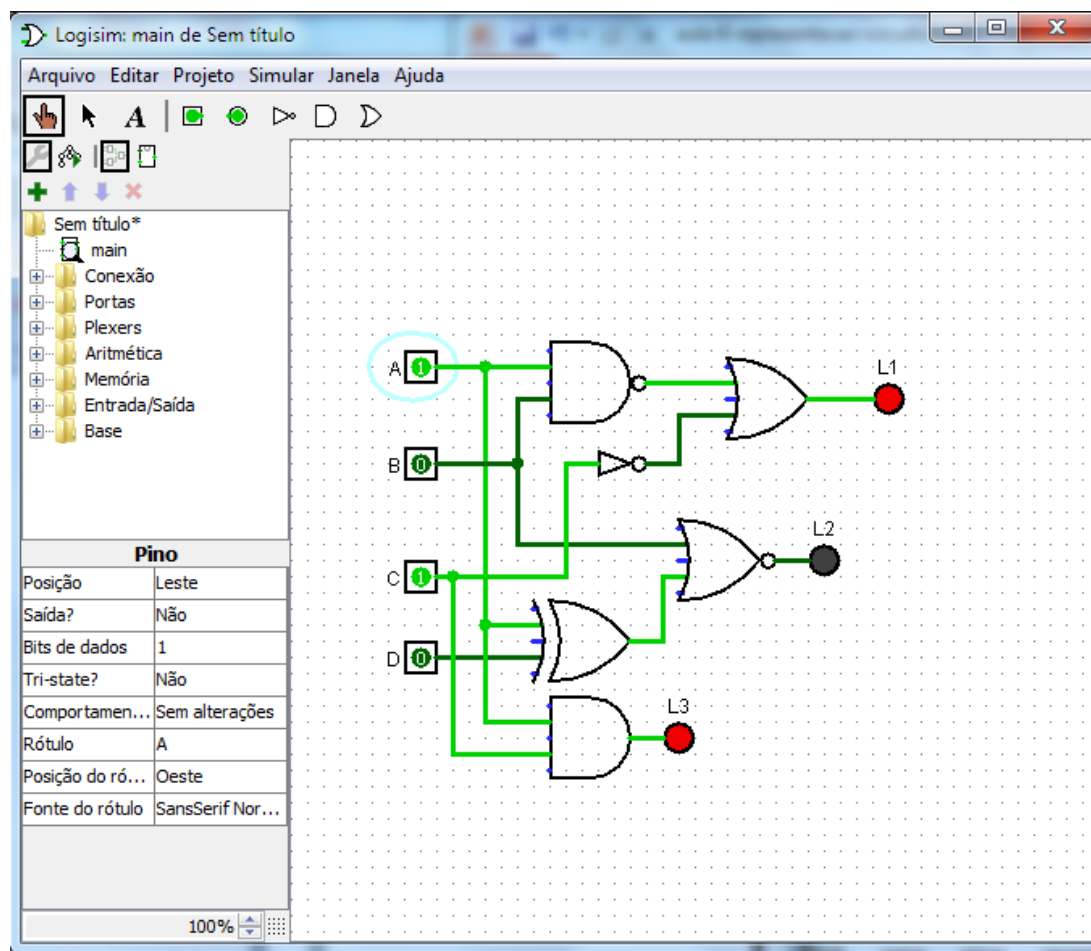 Logisim: main de Sem título
Arquivo Editar Projeto Simular Janela Ajuda
A
Sem título*
main
Conexão
Portas
Plexers
Aritmética
Memória
Entrada/Saída
Base
Pino
Posição Leste
Saída? Não
Bits de dados 1
Tri-state? Não
Comportamen... Sem alterações
Rótulo A
Posição do ró... Oeste
Fonte do rótulo SansSerif Nor...
100%
A 1
L1
B 0
L2
C 1
D 0
L3